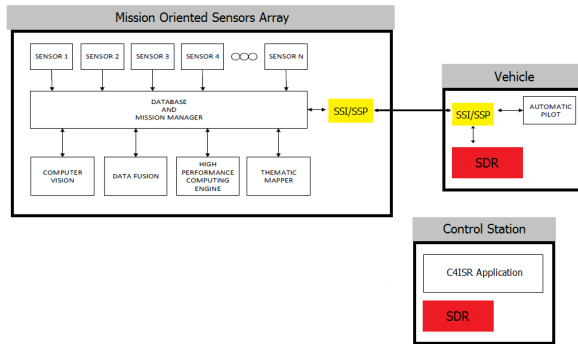 Mission Oriented Sensors Array
SENSOR 1
SENSOR 2
SENSOR 3
SENSOR 4
SENSOR N
DATABASE
AND
MISSION MANAGER
SSI/SSP
COMPUTER
VISION
DATA FUSION
HIGH
PERFORMANCE
COMPUTING
ENGINE
THEMATIC
MAPPER
Vehicle
SSI/SSP
AUTOMATIC
PILOT
SDR
Control Station
C4ISR Application
SDR